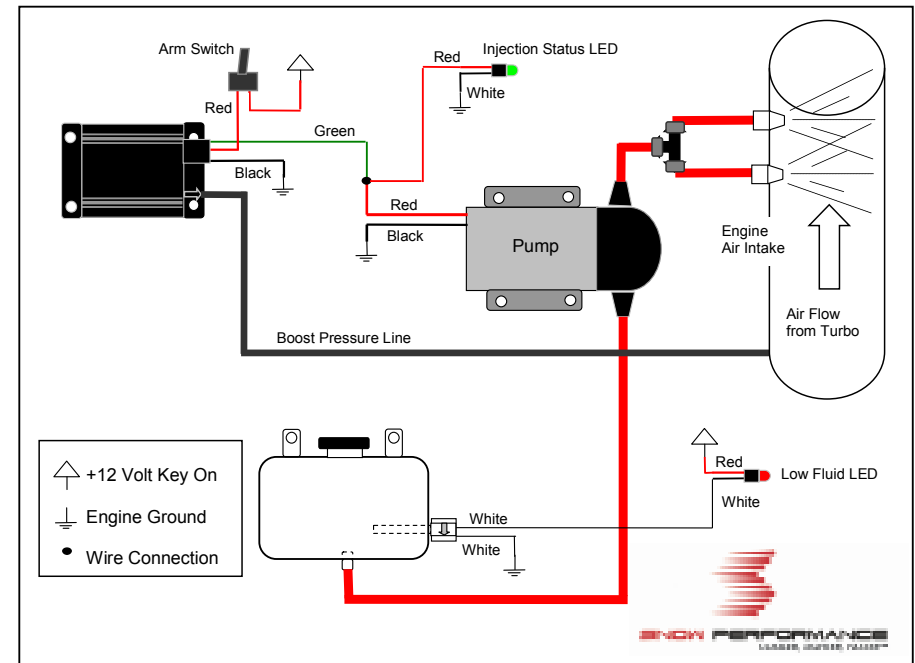 Arm Switch
Red
Injection Status LED
Red
White
Green
Black
Red
Black
Pump
Engine
Air Intake
Air Flow
from Turbo
Boost Pressure Line
+12 Volt Key On
Engine Ground
Wire Connection
White
White
Red
Low Fluid LED
White
SNOW PERFORMANCE